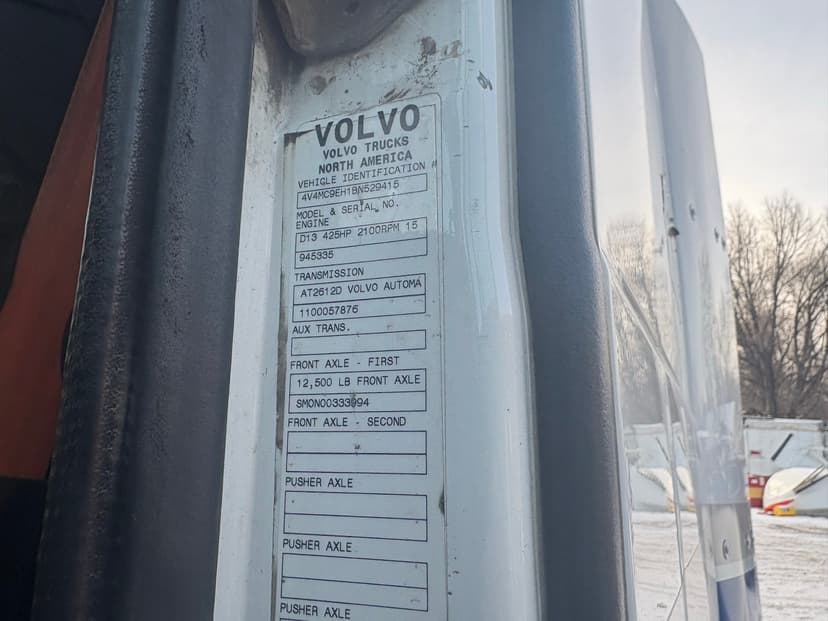 VOLVO
VOLVO TRUCKS
NORTH AMERICA
VEHICLE IDENTIFICATION #
4V4MC9EH1BN529415
MODEL & SERIAL NO.
ENGINE
D13 425HP 2100RPM 15
945335
TRANSMISSION
AT2612D VOLVO AUTOMA
1100057876
AUX TRANS.
FRONT AXLE - FIRST
12,500 LB FRONT AXLE
SMON00333094
FRONT AXLE - SECOND
PUSHER AXLE
PUSHER AXLE
PUSHER AXLE